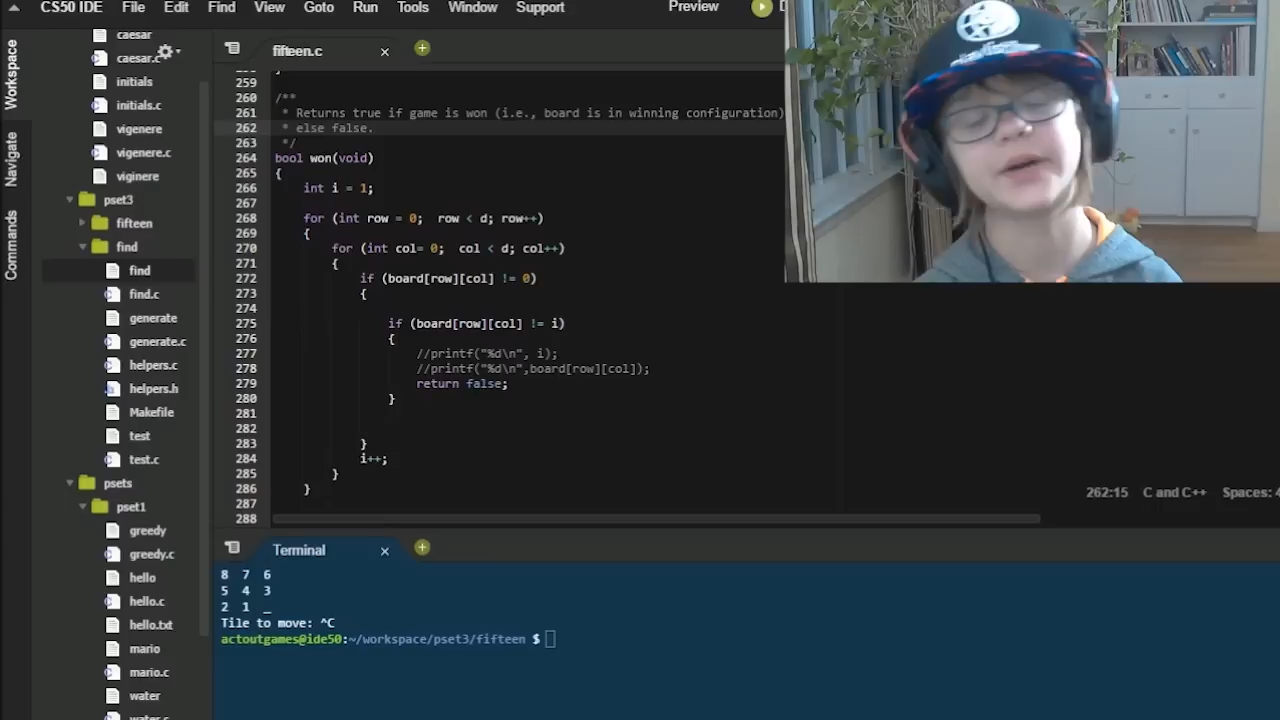 CS50 IDE File Edit Find View Goto Run Tools Window Support Preview
Workspace
Navigate
Commands
caesar
caesar.c
initials
initials.c
vigenere
vigenere.c
viginere
pset3
fifteen
find
find
find.c
generate
generate.c
helpers.c
helpers.h
Makefile
test
test.c
psets
pset1
greedy
greedy.c
hello
hello.c
hello.txt
mario
mario.c
water
fifteen.c
259
260 /**
261 * Returns true if game is won (i.e., board is in winning configuration)
262 * else false.
263 */
264 bool won(void)
265 {
266 int i = 1;
267
268 for (int row = 0; row < d; row++)
269 {
270 for (int col= 0; col < d; col++)
271 {
272 if (board[row][col] != 0)
273 {
274
275 if (board[row][col] != i)
276 {
277 //printf("%d\n", i);
278 //printf("%d\n",board[row][col]);
279 return false;
280 }
281
282
283 }
284 i++;
285 }
286 }
287
288
262:15 C and C++ Spaces:
Terminal
8 7 6
5 4 3
2 1 _
Tile to move: ^C
actoutgames@ide50:~/workspace/pset3/fifteen $